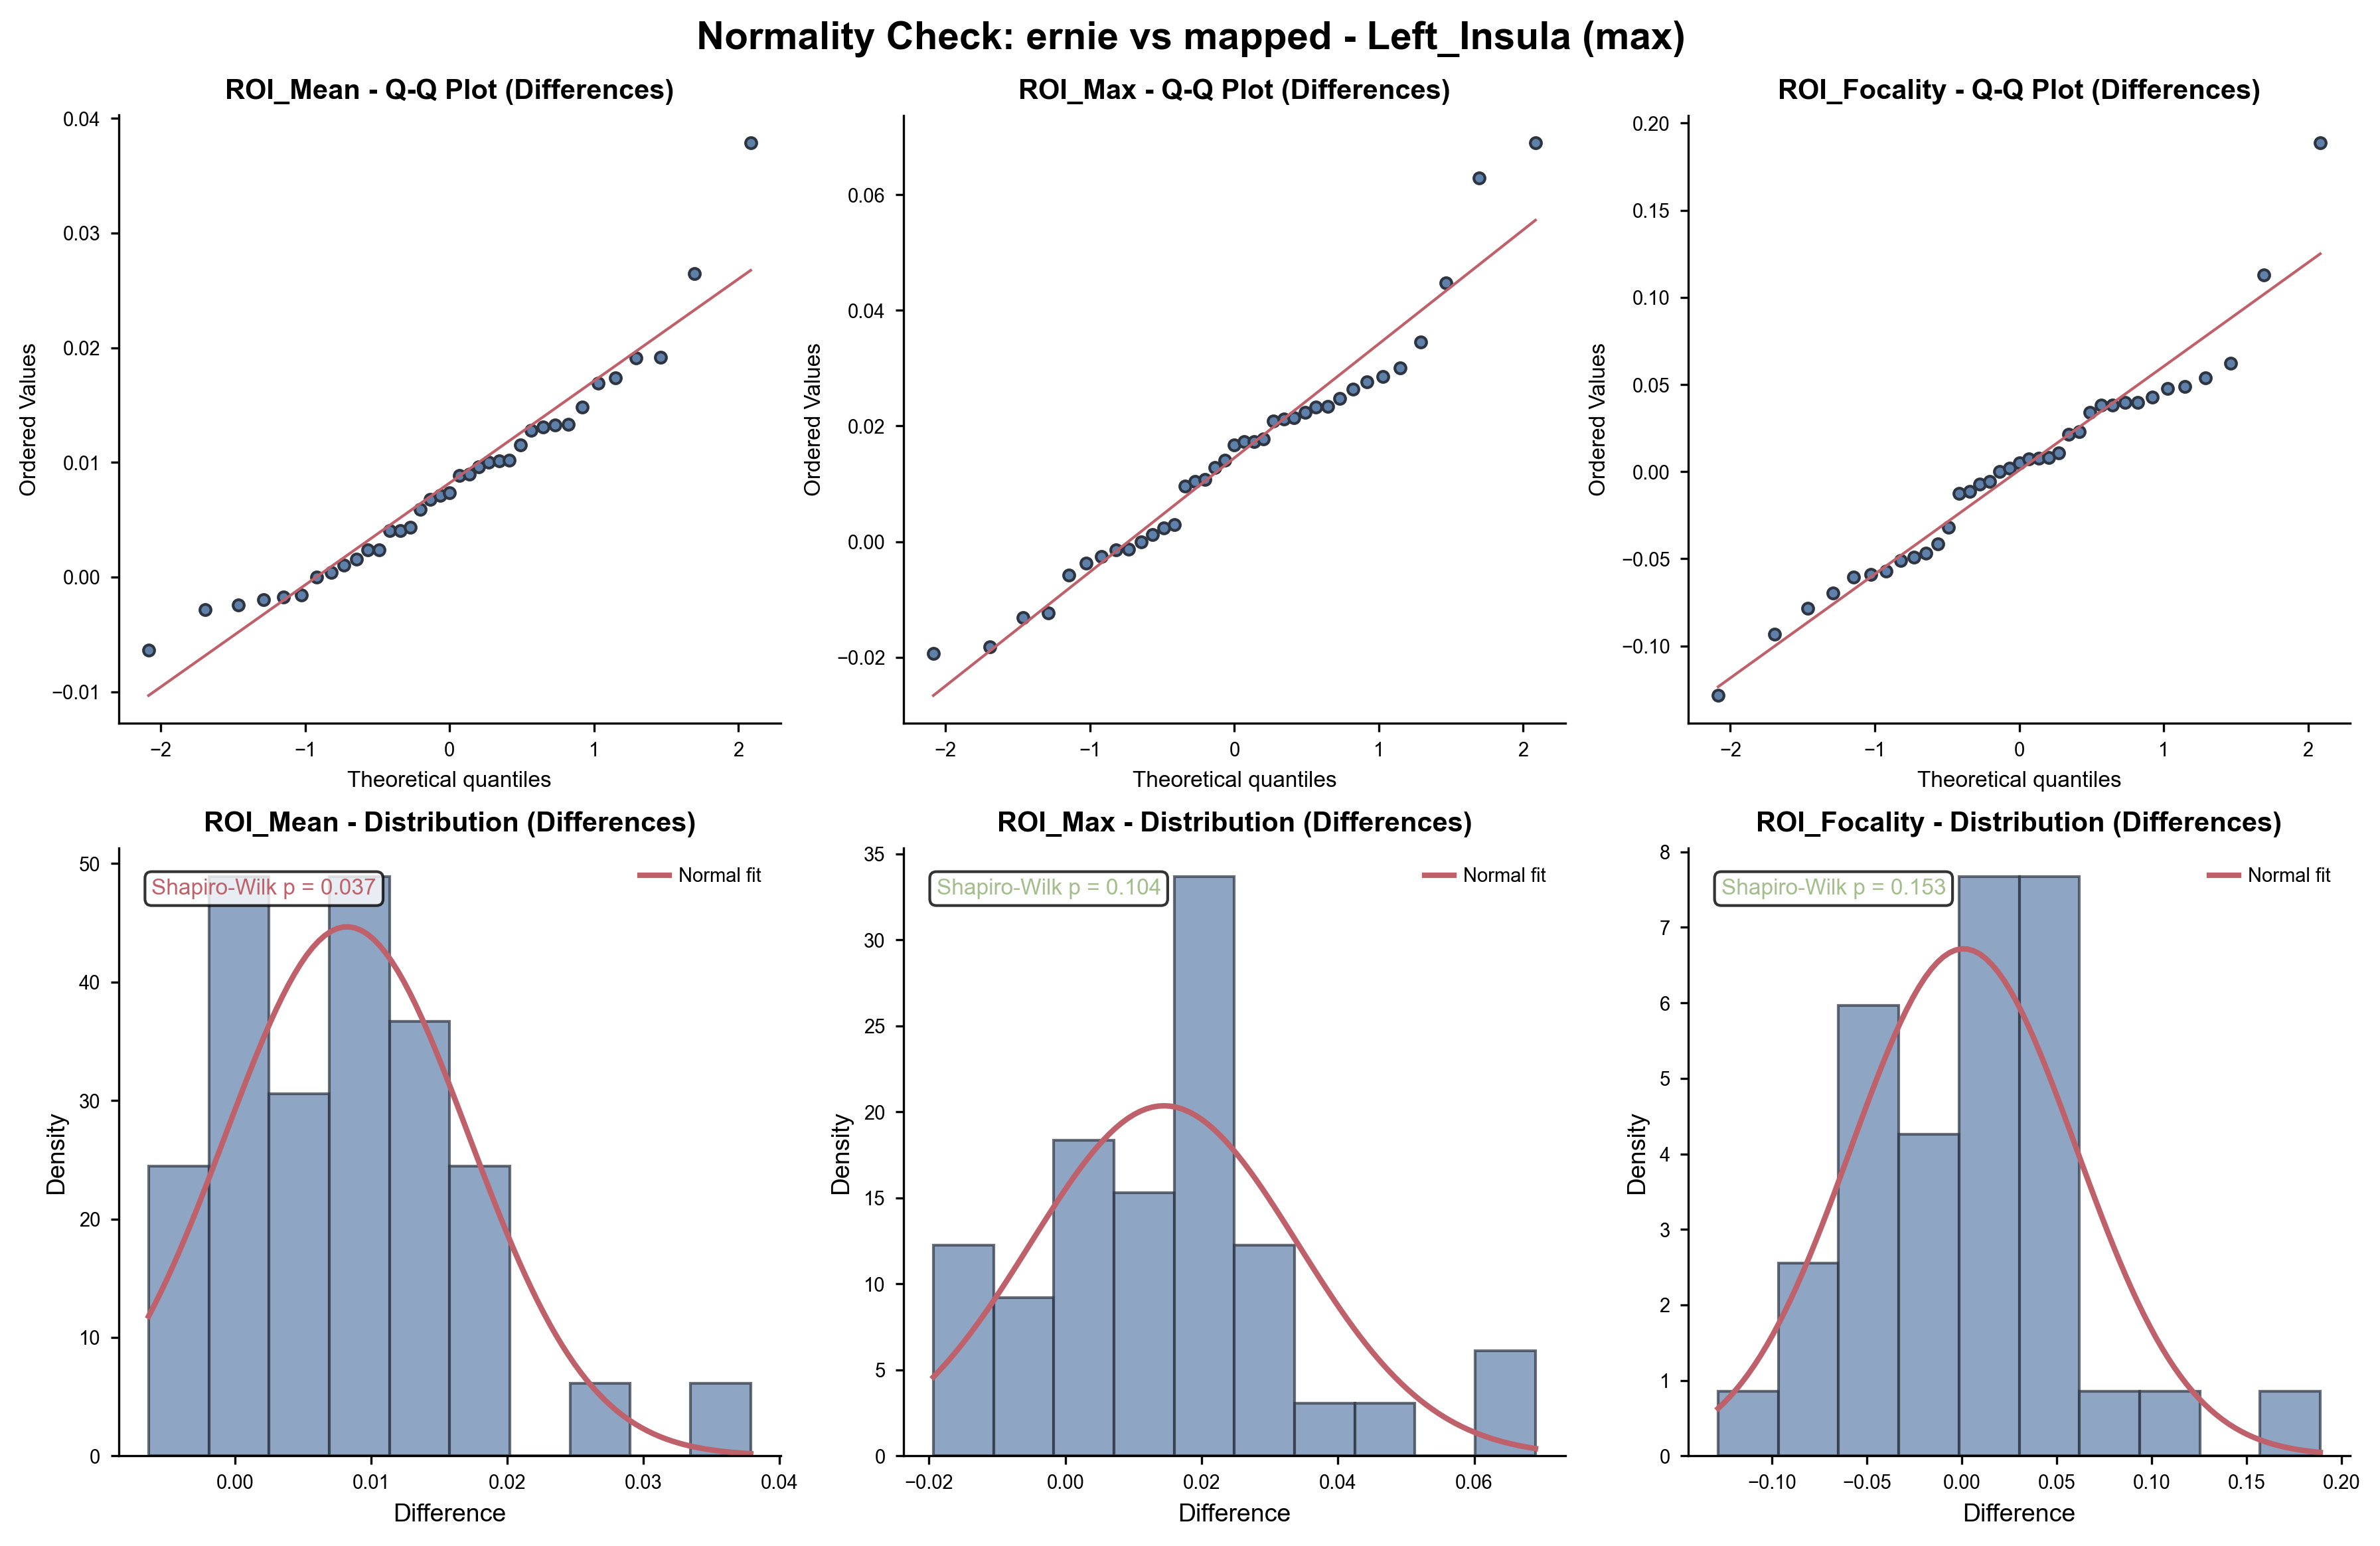 Normality Check: ernie vs mapped - Left_Insula (max)
ROI_Mean - Q-Q Plot (Differences)
0.04
0.03
0.02
0.01
0.00
−0.01
Ordered Values
−2
−1
0
1
2
Theoretical quantiles
ROI_Max - Q-Q Plot (Differences)
0.06
0.04
0.02
0.00
−0.02
Ordered Values
−2
−1
0
1
2
Theoretical quantiles
ROI_Focality - Q-Q Plot (Differences)
0.20
0.15
0.10
0.05
0.00
−0.05
−0.10
Ordered Values
−2
−1
0
1
2
Theoretical quantiles
ROI_Mean - Distribution (Differences)
Shapiro-Wilk p = 0.037
Normal fit
50
40
30
20
10
0
Density
0.00
0.01
0.02
0.03
0.04
Difference
ROI_Max - Distribution (Differences)
Shapiro-Wilk p = 0.104
Normal fit
35
30
25
20
15
10
5
0
Density
−0.02
0.00
0.02
0.04
0.06
Difference
ROI_Focality - Distribution (Differences)
Shapiro-Wilk p = 0.153
Normal fit
8
7
6
5
4
3
2
1
0
Density
−0.10
−0.05
0.00
0.05
0.10
0.15
0.20
Difference